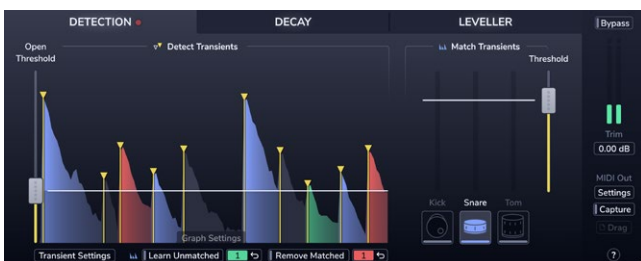 DETECTION
DECAY
LEVELLER
Bypass
Open
Threshold
Detect Transients
Match Transients
Threshold
Trim
0.00 dB
MIDI Out
Settings
Capture
Drag
Kick
Snare
Tom
Graph Settings
Transient Settings
Learn Unmatched
1
Remove Matched
1
?